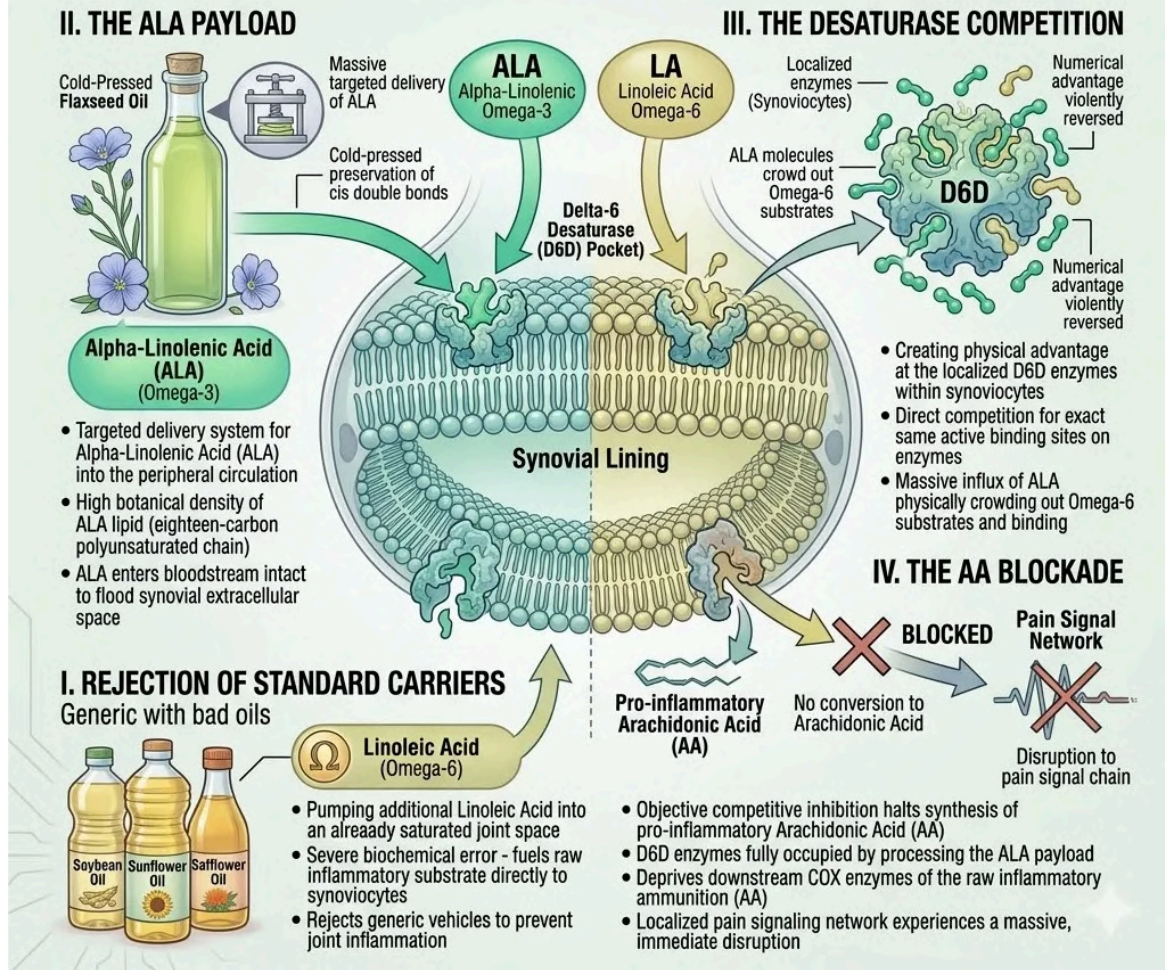 II. THE ALA PAYLOAD
Cold-Pressed
Flaxseed Oil
Massive
targeted delivery
of ALA
Cold-pressed
preservation of
cis double bonds
Alpha-Linolenic Acid
(ALA)
(Omega-3)
• Targeted delivery system for
Alpha-Linolenic Acid (ALA)
into the peripheral circulation
• High botanical density of
ALA lipid (eighteen-carbon
polyunsaturated chain)
• ALA enters bloodstream intact
to flood synovial extracellular
space
ALA
Alpha-Linolenic
Omega-3
LA
Linoleic Acid
Omega-6
Delta-6
Desaturase
(D6D) Pocket)
Synovial Lining
III. THE DESATURASE COMPETITION
Localized
enzymes
(Synoviocytes)
Numerical
advantage
violently
reversed
ALA molecules
crowd out
Omega-6
substrates
D6D
Numerical
advantage
violently
reversed
• Creating physical advantage
at the localized D6D enzymes
within synoviocytes
• Direct competition for exact
same active binding sites on
enzymes
• Massive influx of ALA
physically crowding out Omega-6
substrates and binding
I. REJECTION OF STANDARD CARRIERS
Generic with bad oils
Soybean
Oil
Sunflower
Oil
Safflower
Oil
Ω
Linoleic Acid
(Omega-6)
• Pumping additional Linoleic Acid into
an alreaady saturated joint space
• Severe biochemical error - fuels raw
inflammatory substrate directly to
synoviocytes
• Rejects generic vehicles to prevent
joint inflammation
IV. THE AA BLOCKADE
BLOCKED
Pain Signal
Network
Pro-inflammatory
Arachidonic Acid
(AA)
No conversion to
Arachidonic Acid
Disruption to
pain signal chain
• Objective competitive inhibition halts synthesis of
pro-inflammatory Arachidonic Acid (AA)
• D6D enzymes fully occupied by processing the ALA payload
• Deprives downstream COX enzymes of the raw inflammatory
ammunition (AA)
• Localized pain signaling network experiences a massive,
immediate disruption